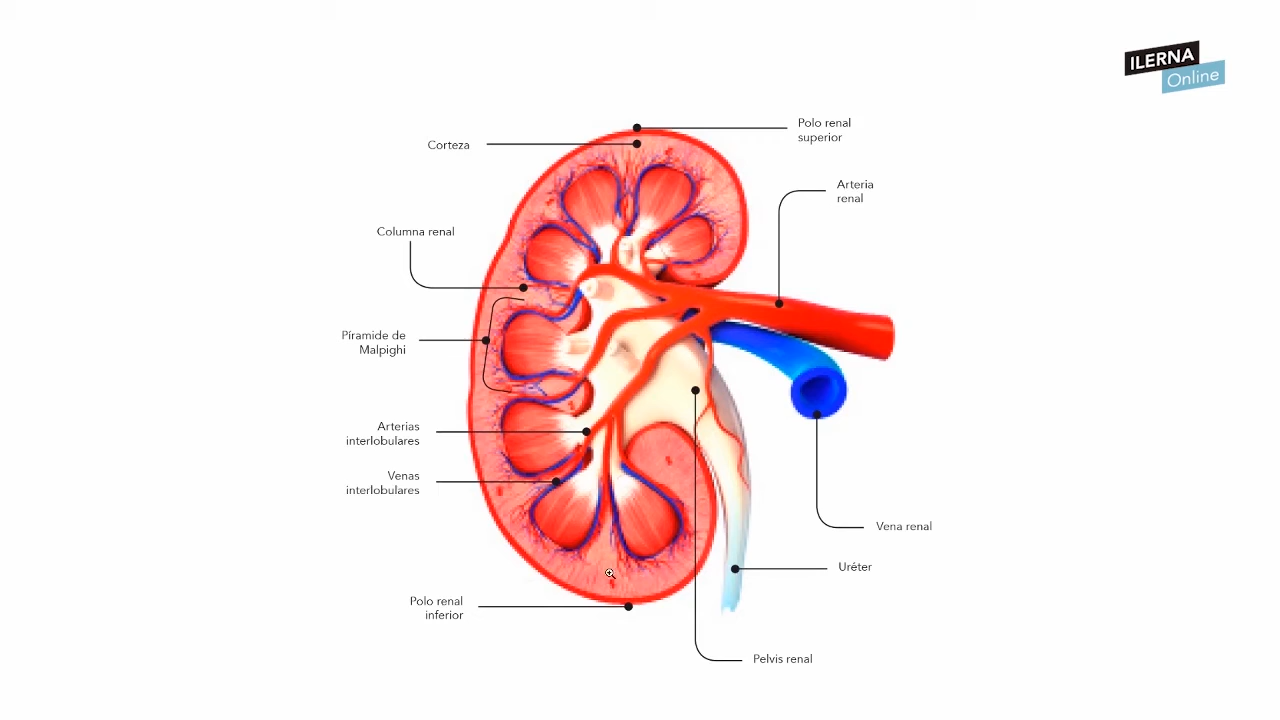 ILERNA
Online
Polo renal
superior
Corteza
Arteria
renal
Columna renal
Píramide de
Malpighi
Arterias
interlobulares
Venas
interlobulares
Vena renal
Uréter
Polo renal
inferior
Pelvis renal